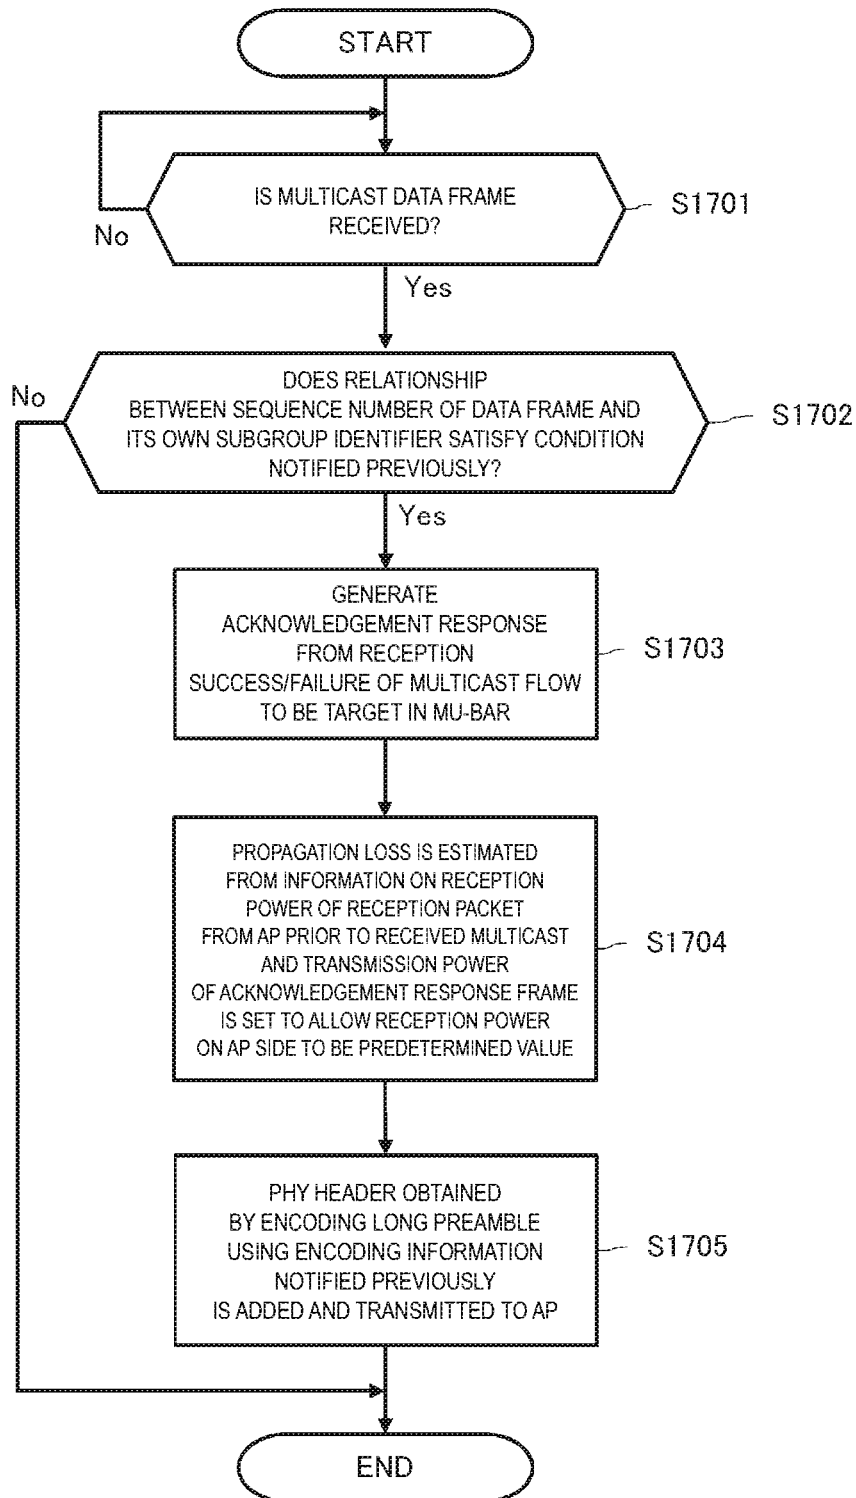 START
IS MULTICAST DATA FRAME
RECEIVED?
S1701
No
Yes
No
DOES RELATIONSHIP
BETWEEN SEQUENCE NUMBER OF DATA FRAME AND
ITS OWN SUBGROUP IDENTIFIER SATISFY CONDITION
NOTIFIED PREVIOUSLY?
S1702
Yes
GENERATE
ACKNOWLEDGEMENT RESPONSE
FROM RECEPTION
SUCCESS/FAILURE OF MULTICAST FLOW
TO BE TARGET IN MU-BAR
S1703
PROPAGATION LOSS IS ESTIMATED
FROM INFORMATION ON RECEPTION
POWER OF RECEPTION PACKET
FROM AP PRIOR TO RECEIVED MULTICAST
AND TRANSMISSION POWER
OF ACKNOWLEDGEMENT RESPONSE FRAME
IS SET TO ALLOW RECEPTION POWER
ON AP SIDE TO BE PREDETERMINED VALUE
S1704
PHY HEADER OBTAINED
BY ENCODING LONG PREAMBLE
USING ENCODING INFORMATION
NOTIFIED PREVIOUSLY
IS ADDED AND TRANSMITTED TO AP
S1705
END